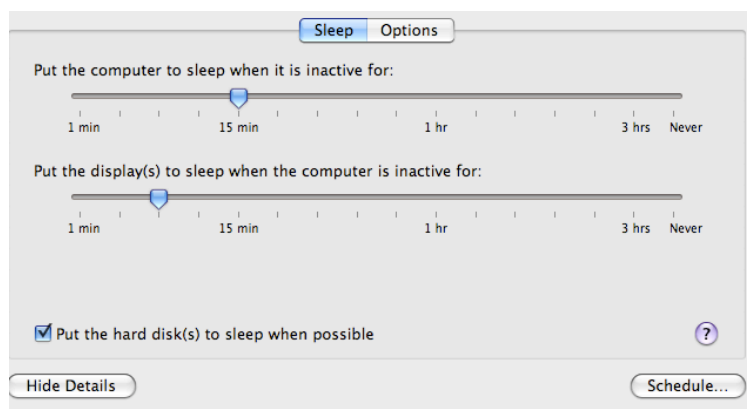 Sleep Options
Put the computer to sleep when it is inactive for:
1 min 15 min 1 hr 3 hrs Never
Put the display(s) to sleep when the computer is inactive for:
1 min 15 min 1 hr 3 hrs Never
Put the hard disk(s) to sleep when possible ?
Hide Details Schedule...